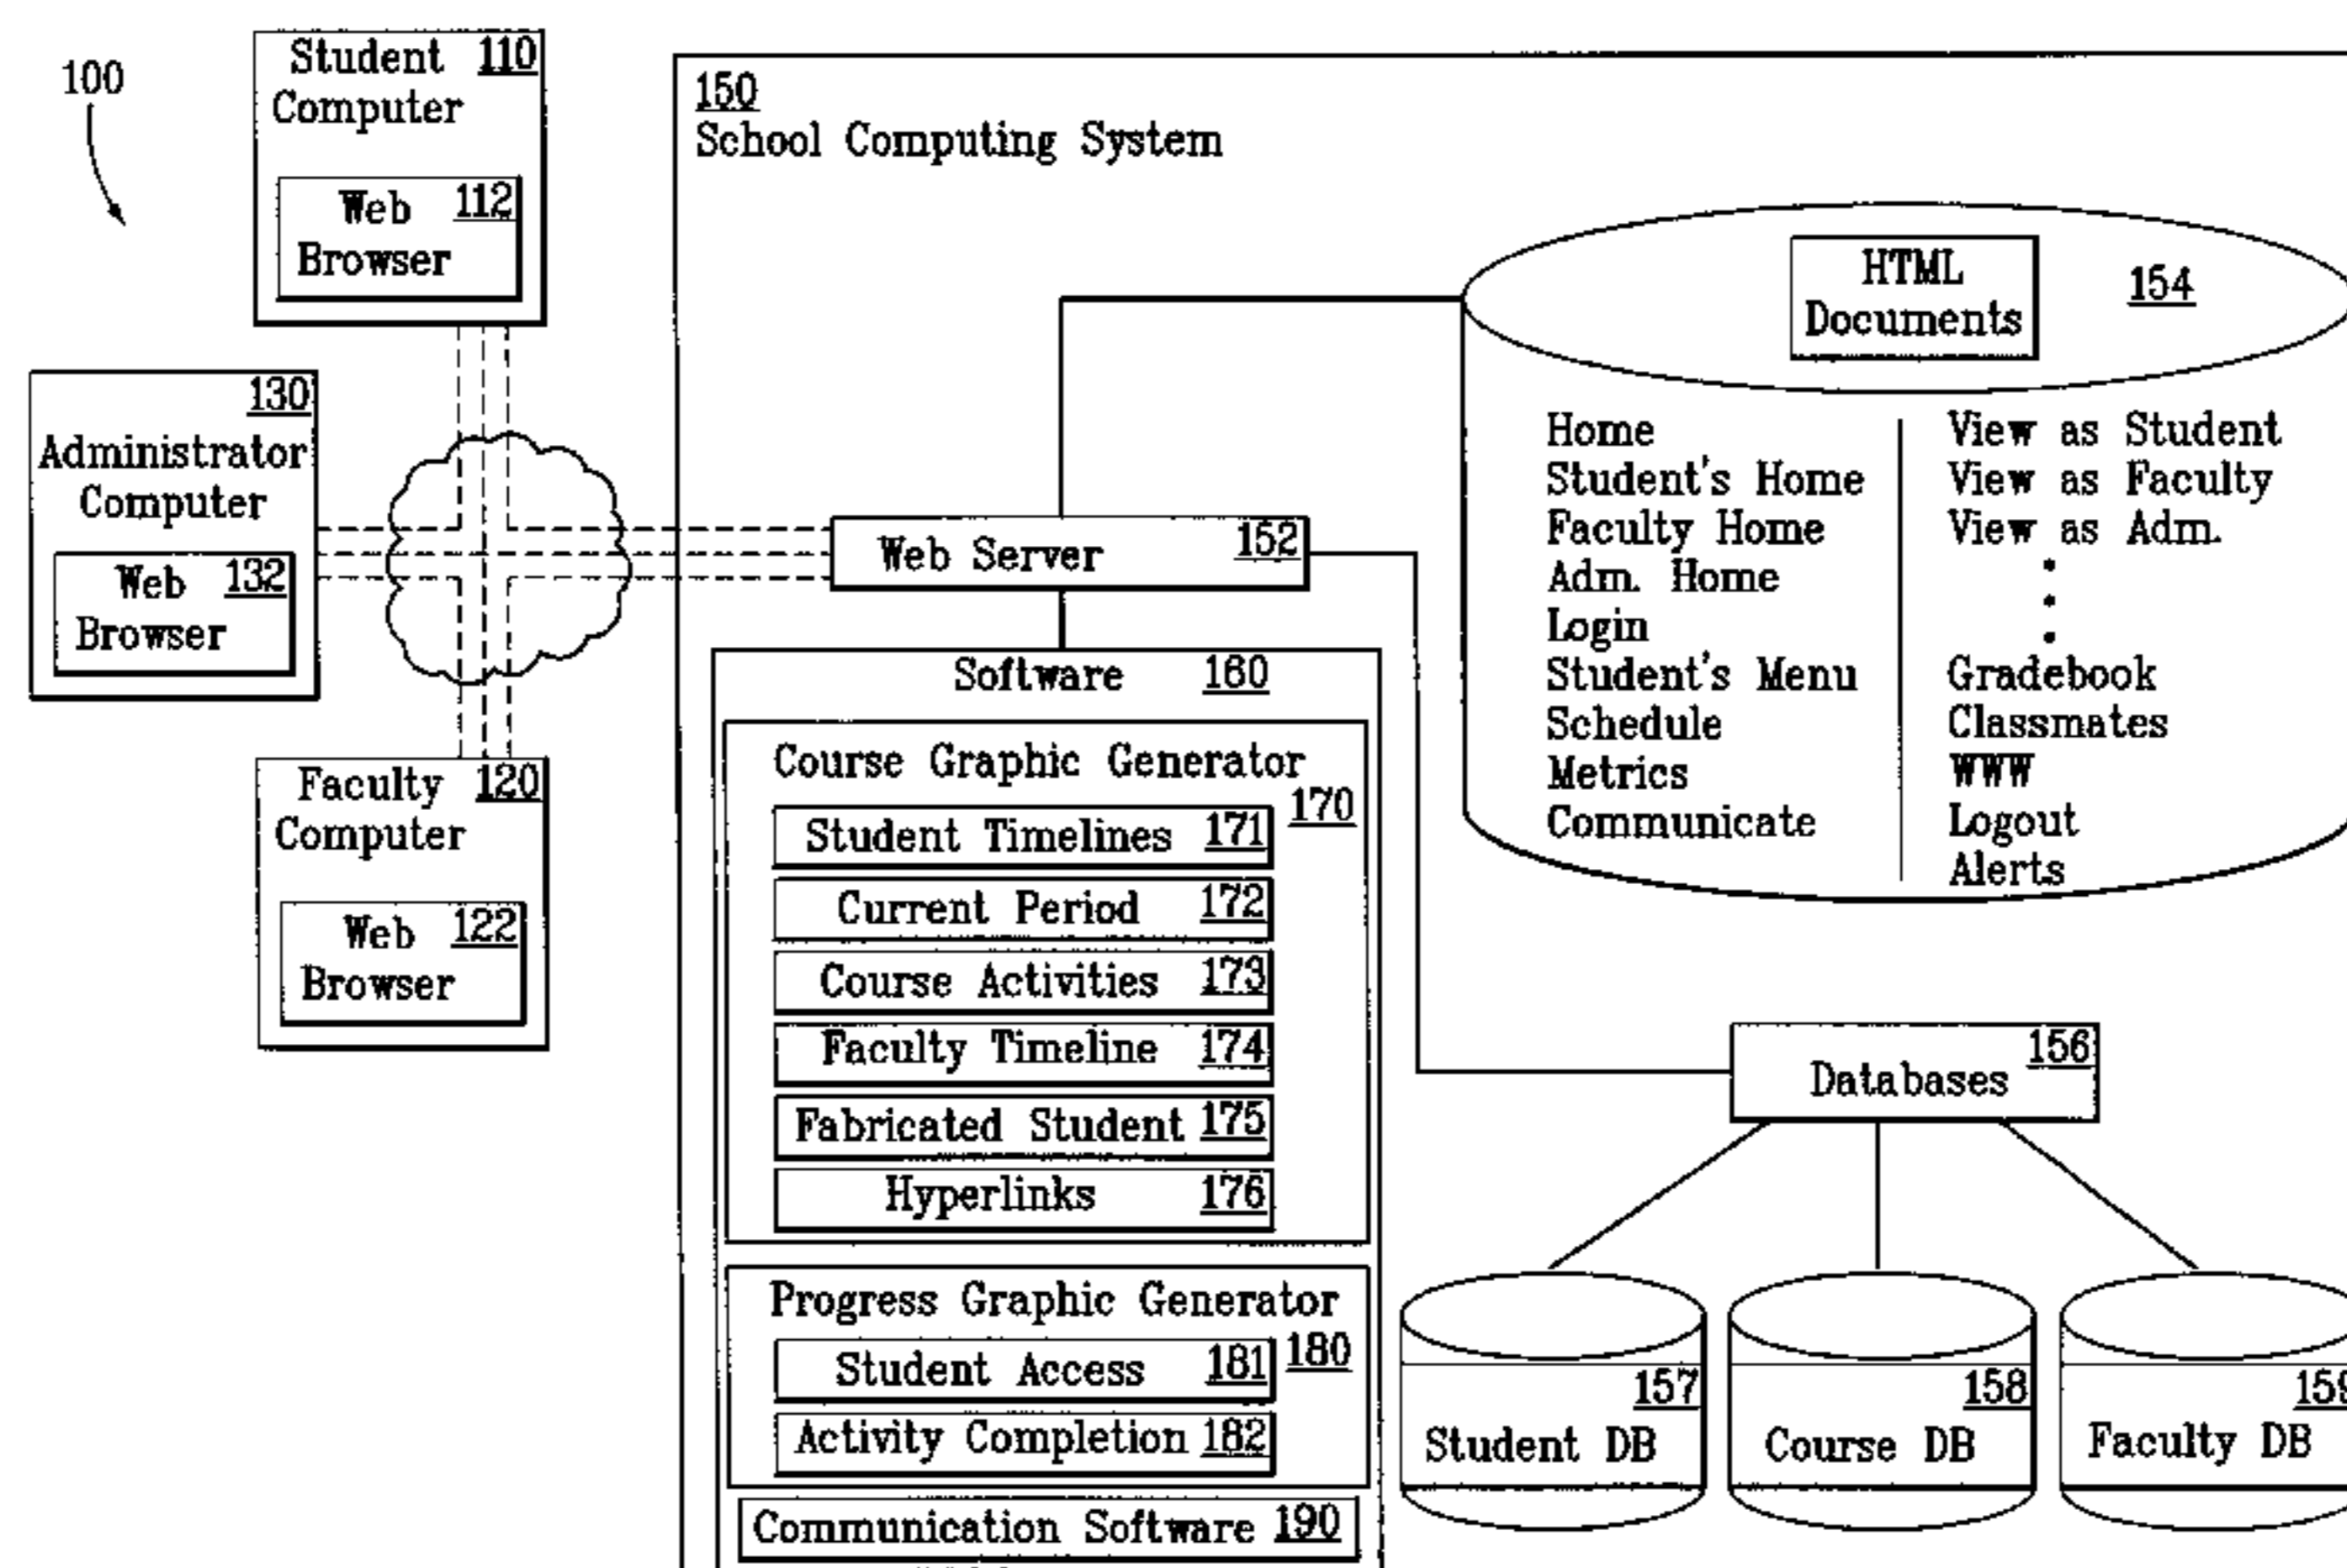 100
Student 110
Computer
Web 112
Browser
130
Administrator
Computer
Web 132
Browser
Faculty 120
Computer
Web 122
Browser
150
School Computing System
Web Server 152
HTML
Documents
154
Home
Student's Home
Faculty Home
Adm. Home
Login
Student's Menu
Schedule
Metrics
Communicate
View as Student
View as Faculty
View as Adm.
Gradebook
Classmates
WWW
Logout
Alerts
Software 160
Course Graphic Generator
170
Student Timelines 171
Current Period 172
Course Activities 173
Faculty Timeline 174
Fabricated Student 175
Hyperlinks 176
Progress Graphic Generator
180
Student Access 181
Activity Completion 182
Communication Software 190
156
Databases
157
Student DB
158
Course DB
159
Faculty DB